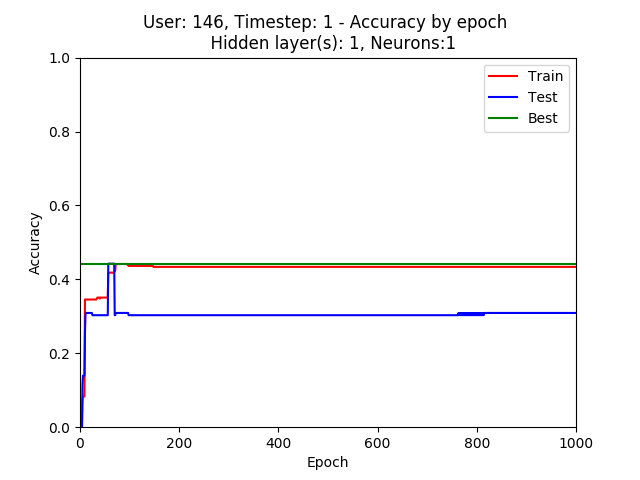 User: 146, Timestep: 1 - Accuracy by epoch
Hidden layer(s): 1, Neurons:1
1.0
0.8
0.6
0.4
0.2
0.0
Accuracy
Train
Test
Best
0 200 400 600 800 1000
Epoch